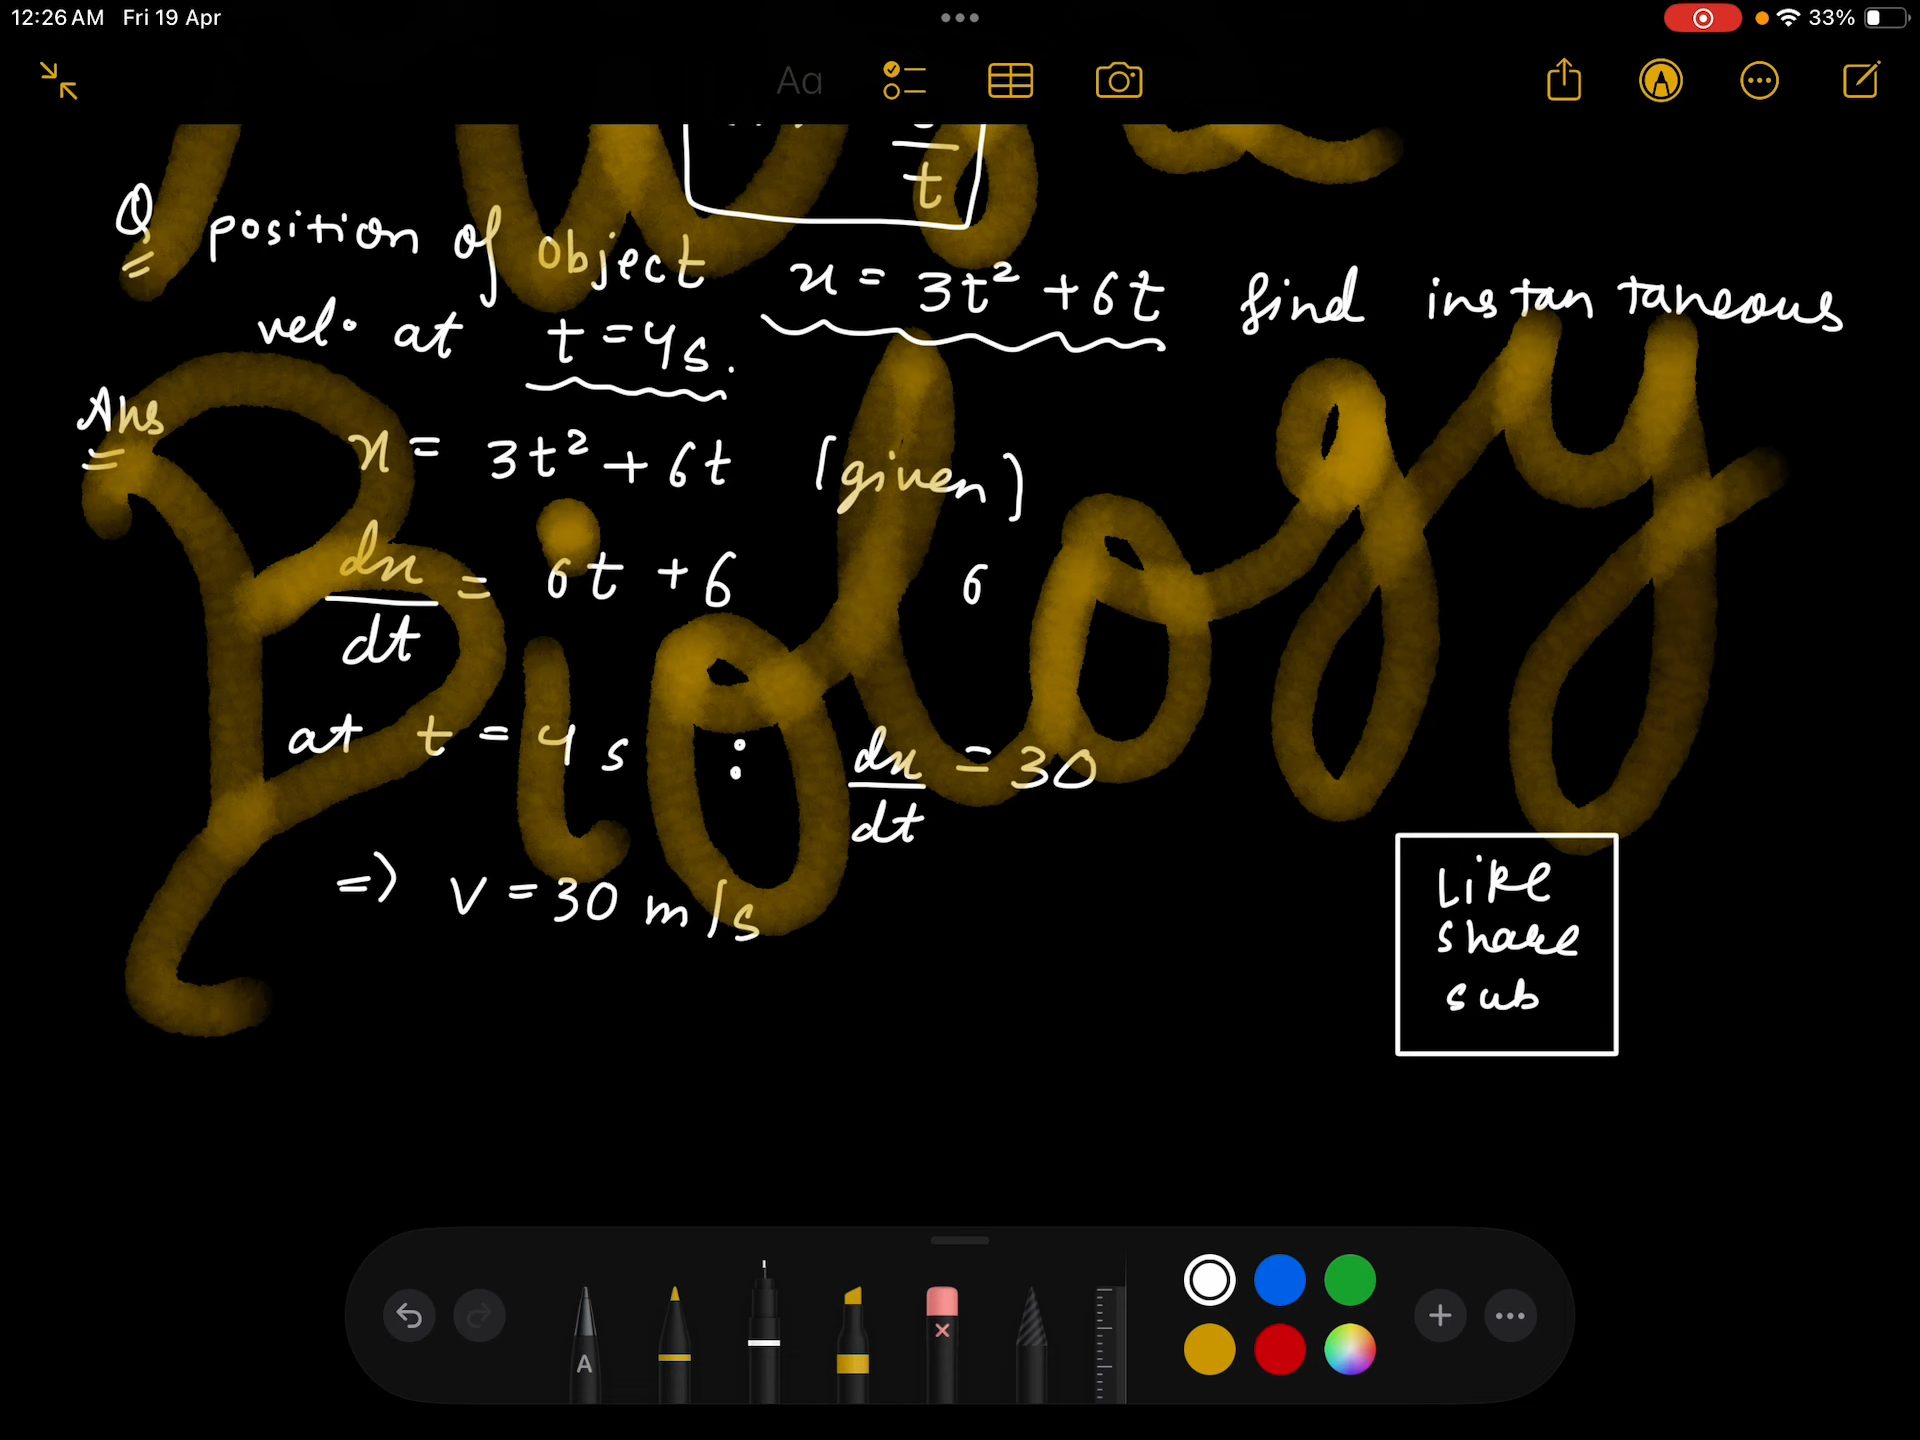 12:26 AM Fri 19 Apr
33%
Aa
t
Q position of object x = 3t² + 6t find instantaneous
vel. at t = 4s.
Ans
x = 3t² + 6t (given)
dx/dt = 6t + 6 6
at t = 4 s : dx/dt = 30
=> v = 30 m/s
Biology
Like
share
sub
A